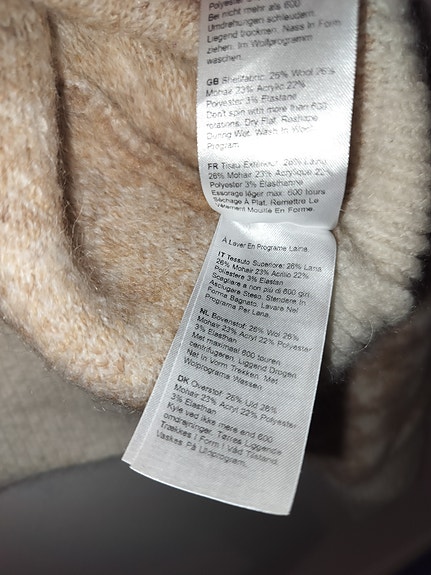 Polyester
Bei nicht mehr als 600
Umdrehungen schleudern.
Liegend trocknen. Nass In Form
ziehen. Im Wollprogramm
waschen.
GB Shellfabric: 26% Wool 26%
Mohair 23% Acrylic 22%
Polyester 3% Elastane
Don't spin with more than 600
rotations. Dry Flat. Reshape
During Wet. Wash In Wool
Program.
FR Tissu Extérieur: 26% Laine
26% Mohair 23% Acrylique 22%
Polyester 3% Elasthanne
Essorage léger max. 600 tours
Séchage À Plat. Remettre Le
Vêtement Mouillé En Forme.
À Laver En Programe Laine.
IT Tessuto Superiore: 26% Lana
26% Mohair 23% Acrilio 22%
Poliestere 3% Elastan
Scegliare a non più di 600 giri.
Asciugare Steso. Stendere In
Forma Bagnato. Lavare Nel
Programa Per Lana.
NL Bovenstof: 26% Wol 26%
Mohair 23% Acryl 22% Polyester
3% Elasthan
Met maximaal 600 touren
centrifugeren. Liggend Drogen.
Nat In Vorm Trekken. Met
Wolprograma Wassen.
DK Overstof: 26% Uld 26%
Mohair 23% Acryl 22% Polyester
3% Elasthan
Kyle ved ikke mere end 600
omdrejninger. Tørres Liggende.
Trækkes I Form I Våd Tilstand.
Vaskes På Uldprogram.